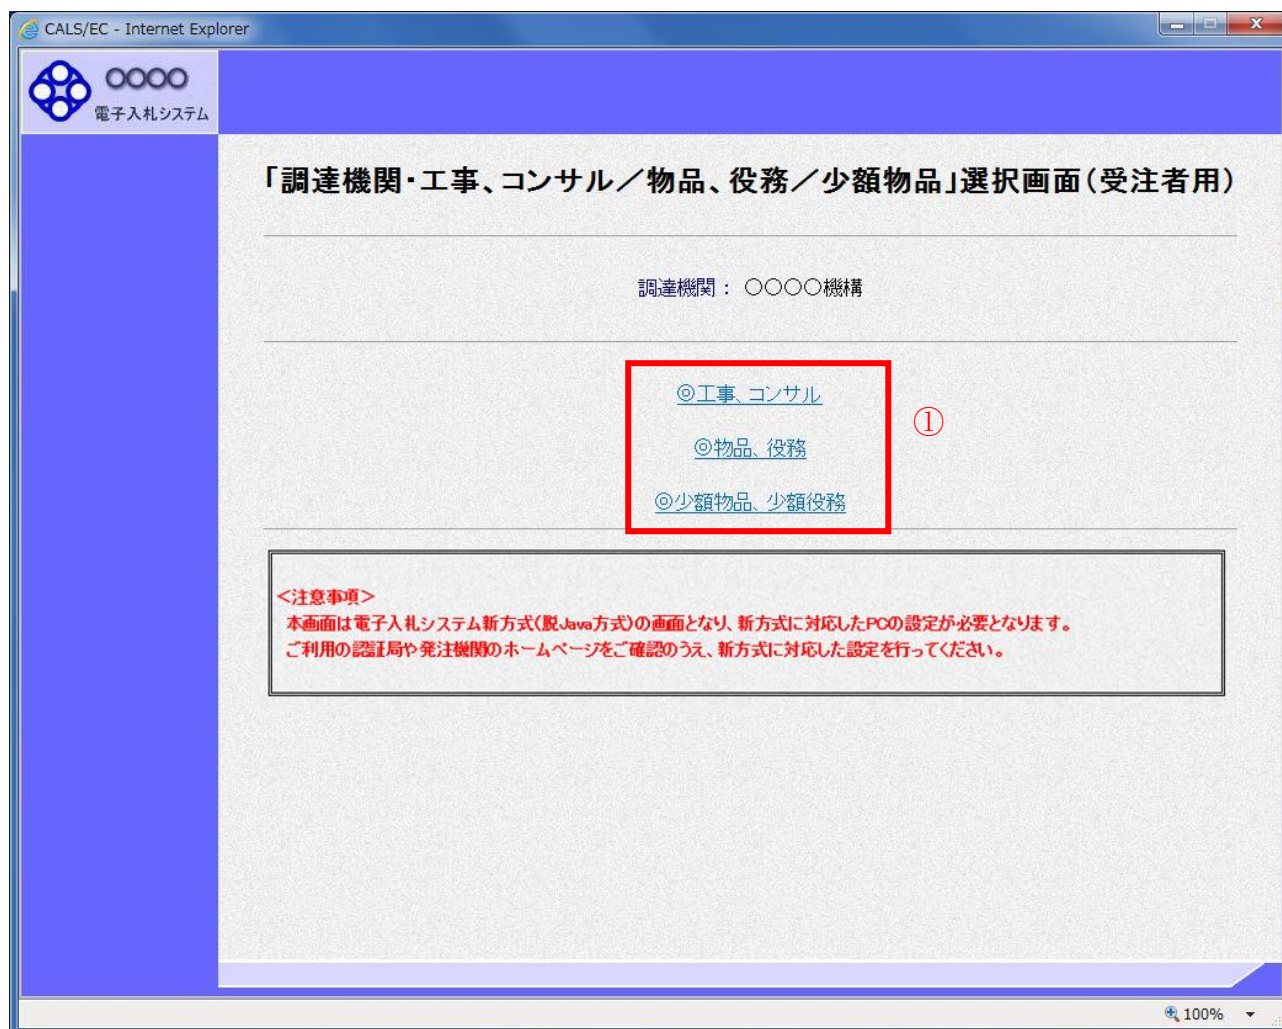 CALS/EC - Internet Explorer
○○○○
電子入札システム
「調達機関・工事、コンサル／物品、役務／少額物品」選択画面(受注者用)
調達機関： ○○○○機構
◎工事、コンサル
①
◎物品、役務
◎少額物品、少額役務
＜注意事項＞
本画面は電子入札システム新方式(脱Java方式)の画面となり、新方式に対応したPCの設定が必要となります。
ご利用の認証局や発注機関のホームページをご確認のうえ、新方式に対応した設定を行ってください。
100%